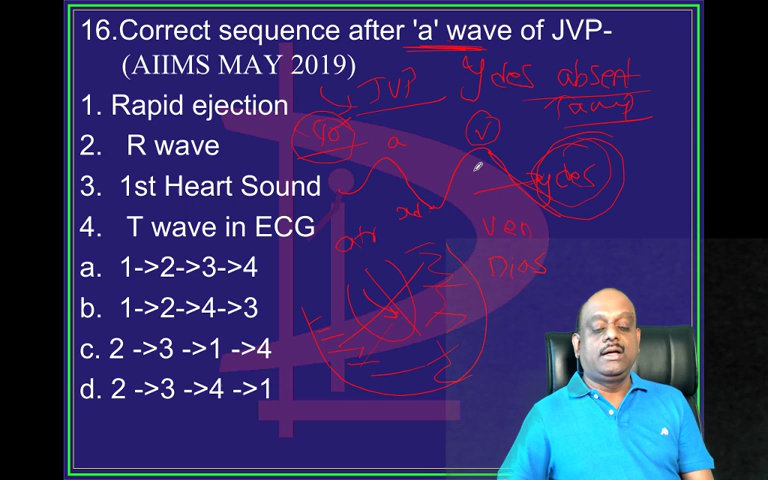 16.Correct sequence after 'a' wave of JVP-
(AIIMS MAY 2019)
JVP
y des absent
Tamp
1. Rapid ejection
2. R wave
a
v
3. 1st Heart Sound
y des
4. T wave in ECG
atr
Ven
Dias
a. 1->2->3->4
b. 1->2->4->3
c. 2 ->3 ->1 ->4
d. 2 ->3 ->4 ->1